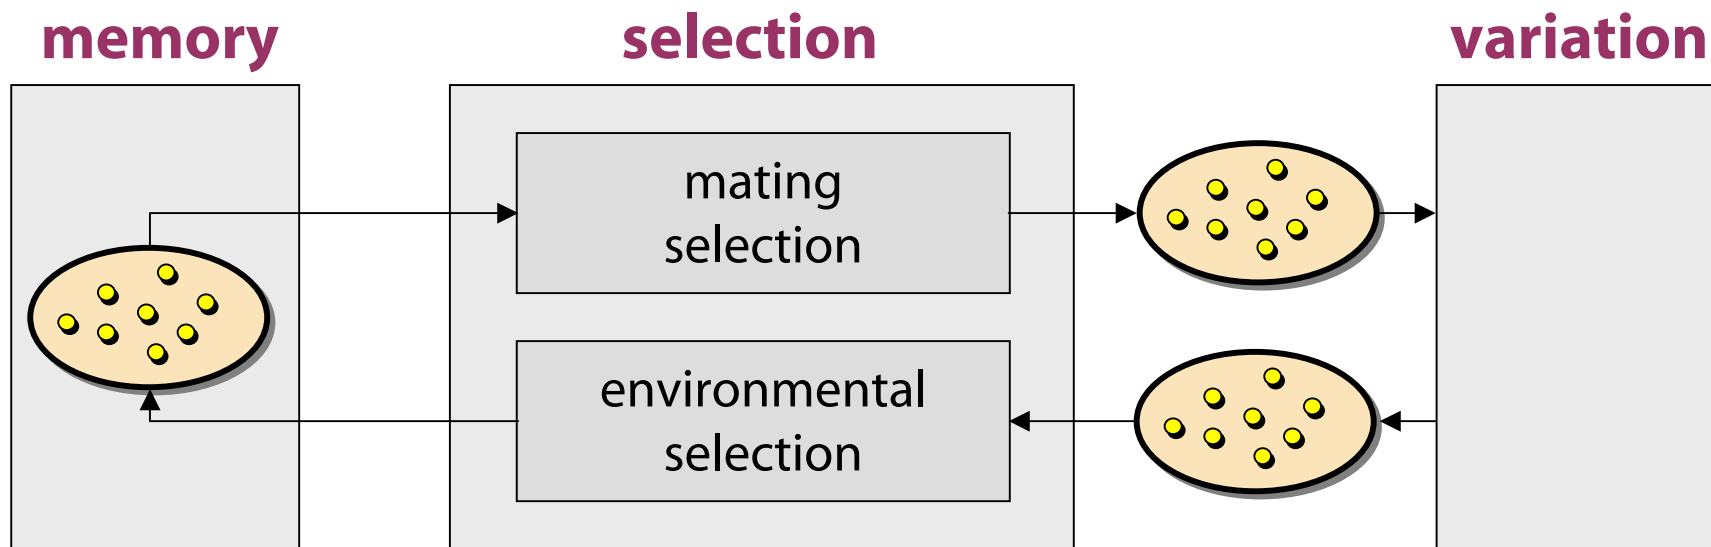 memory
selection
variation
mating
selection
environmental
selection